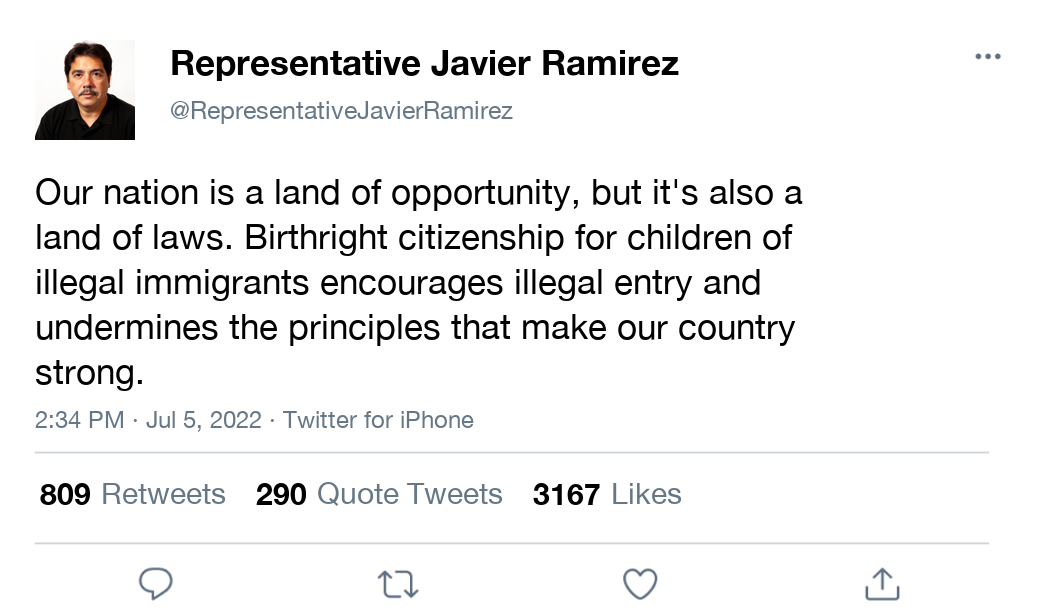 Representative Javier Ramirez
@RepresentativeJavierRamirez
Our nation is a land of opportunity, but it's also a
land of laws. Birthright citizenship for children of
illegal immigrants encourages illegal entry and
undermines the principles that make our country
strong.
2:34 PM · Jul 5, 2022 · Twitter for iPhone
809 Retweets 290 Quote Tweets 3167 Likes